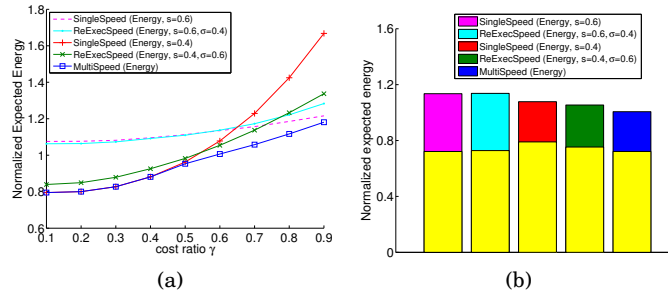 SingleSpeed (Energy, s=0.6)
ReExecSpeed (Energy, s=0.6, σ=0.4)
SingleSpeed (Energy, s=0.4)
ReExecSpeed (Energy, s=0.4, σ=0.6)
MultiSpeed (Energy)
Normalized Expected Energy
1.8
1.6
1.4
1.2
1
0.8
0.6
0.1 0.2 0.3 0.4 0.5 0.6 0.7 0.8 0.9
cost ratio γ
(a)
SingleSpeed (Energy, s=0.6)
ReExecSpeed (Energy, s=0.6, σ=0.4)
SingleSpeed (Energy, s=0.4)
ReExecSpeed (Energy, s=0.4, σ=0.6)
MultiSpeed (Energy)
Normalized expected energy
1.6
1.2
0.8
0.4
0
(b)